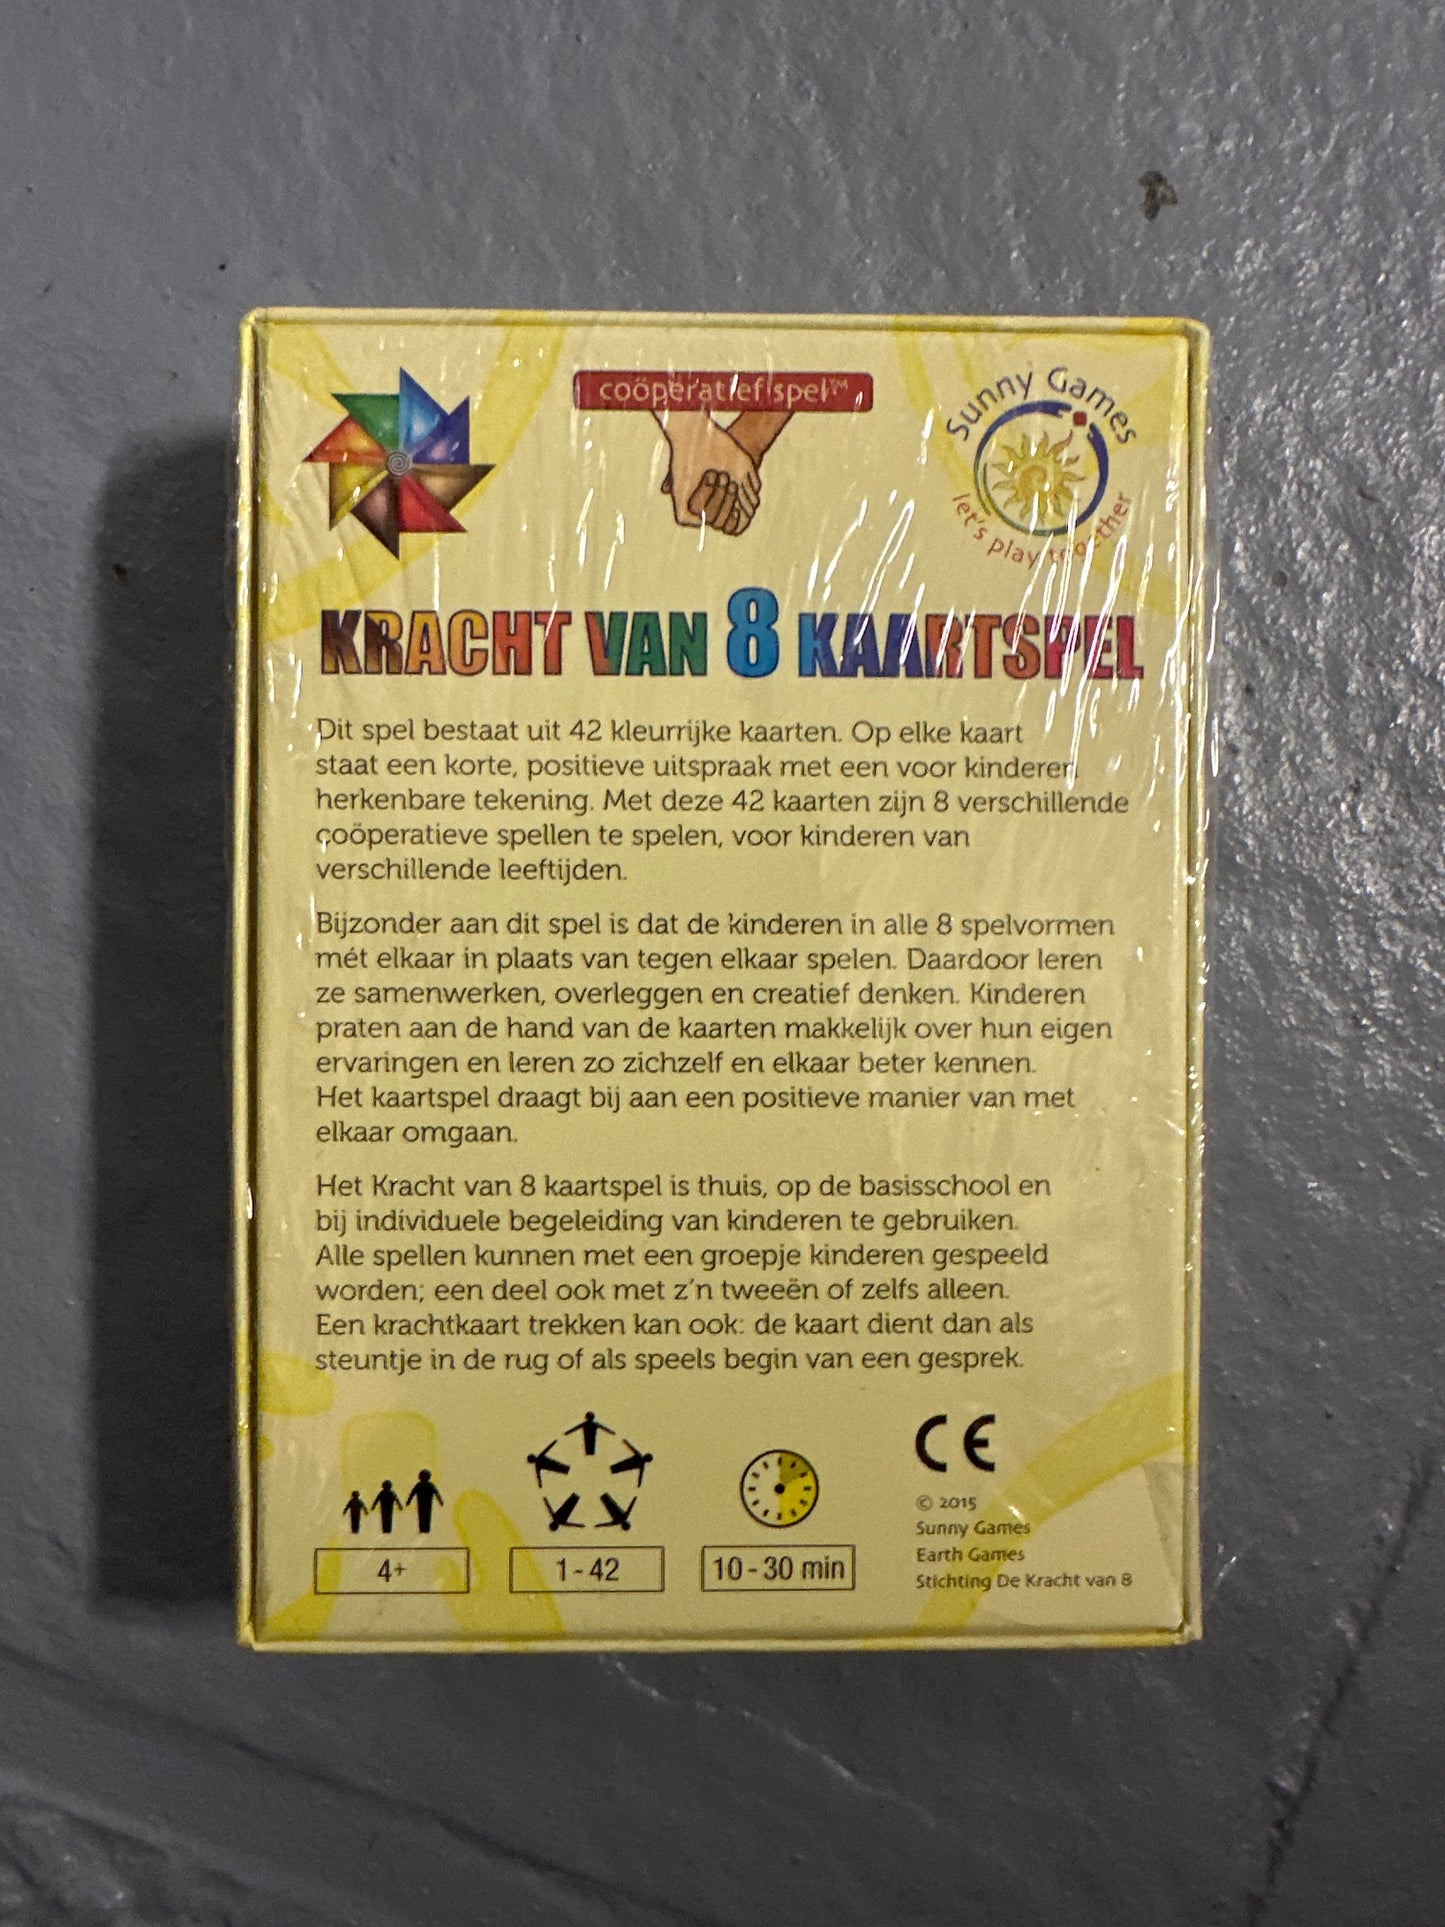 coöperatief spel™
Sunny Games
let's play together
KRACHT VAN 8 KAARTSPEL
Dit spel bestaat uit 42 kleurrijke kaarten. Op elke kaart
staat een korte, positieve uitspraak met een voor kinderen
herkenbare tekening. Met deze 42 kaarten zijn 8 verschillende
coöperatieve spellen te spelen, voor kinderen van
verschillende leeftijden.
Bijzonder aan dit spel is dat de kinderen in alle 8 spelvormen
mét elkaar in plaats van tegen elkaar spelen. Daardoor leren
ze samenwerken, overleggen en creatief denken. Kinderen
praten aan de hand van de kaarten makkelijk over hun eigen
ervaringen en leren zo zichzelf en elkaar beter kennen.
Het kaartspel draagt bij aan een positieve manier van met
elkaar omgaan.
Het Kracht van 8 kaartspel is thuis, op de basisschool en
bij individuele begeleiding van kinderen te gebruiken.
Alle spellen kunnen met een groepje kinderen gespeeld
worden; een deel ook met z'n tweeën of zelfs alleen.
Een krachtkaart trekken kan ook: de kaart dient dan als
steuntje in de rug of als speels begin van een gesprek.
4+
1-42
10-30 min
CE
© 2015
Sunny Games
Earth Games
Stichting De Kracht van 8